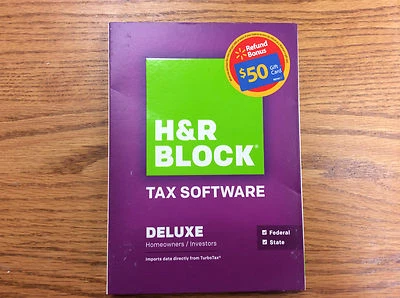 Refund
Bonus
$50 Gift
Card
H&R
BLOCK®
TAX SOFTWARE
DELUXE
Homeowners / Investors
Imports data directly from TurboTax®
Federal
State